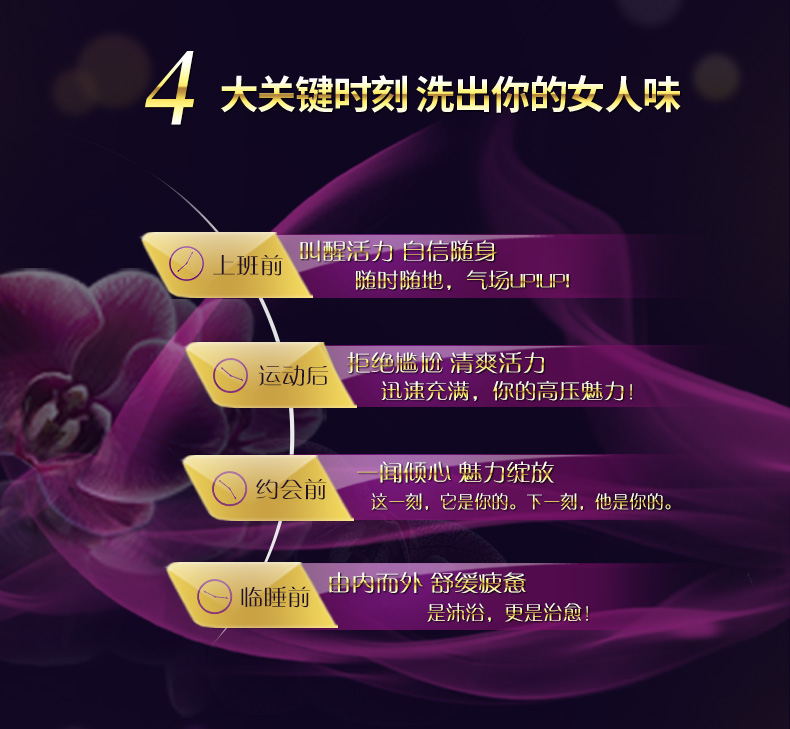 4 大关键时刻 洗出你的女人味
上班前
叫醒活力 自信随身
随时随地，气场UP!UP!
运动后
拒绝尴尬 清爽活力
迅速充满，你的高压魅力！
约会前
一闻倾心 魅力绽放
这一刻，它是你的。下一刻，他是你的。
临睡前
由内而外 舒缓疲惫
是沐浴，更是治愈！